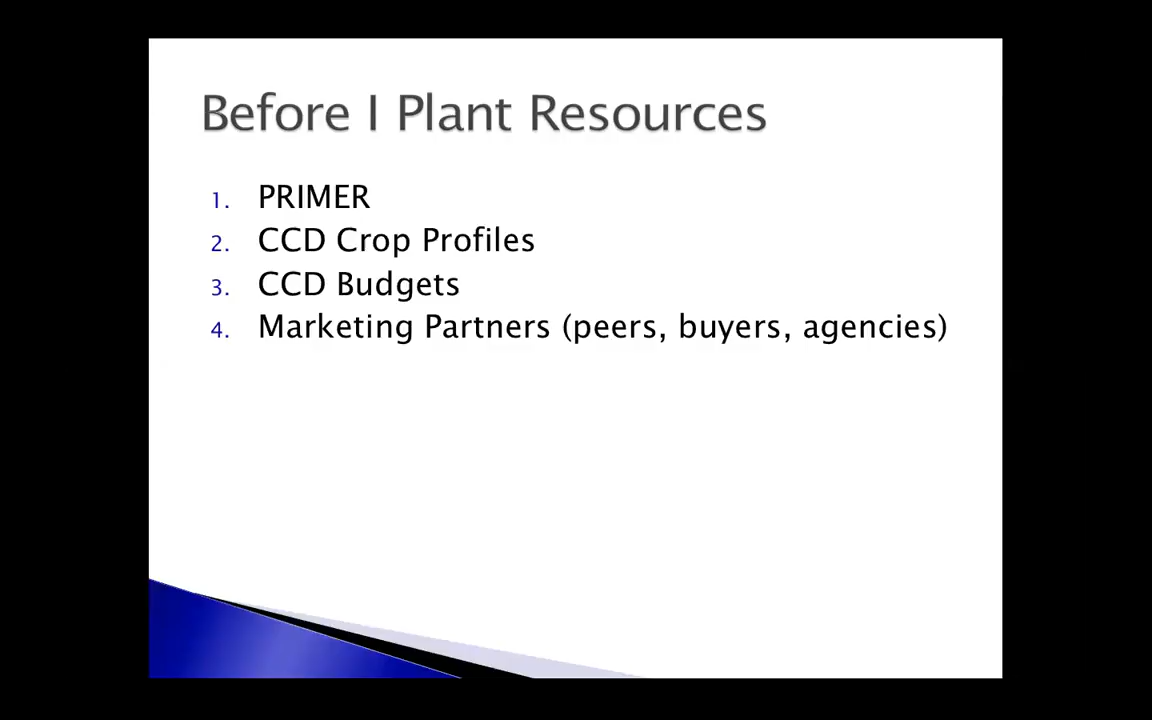 Before I Plant Resources
1. PRIMER
2. CCD Crop Profiles
3. CCD Budgets
4. Marketing Partners (peers, buyers, agencies)